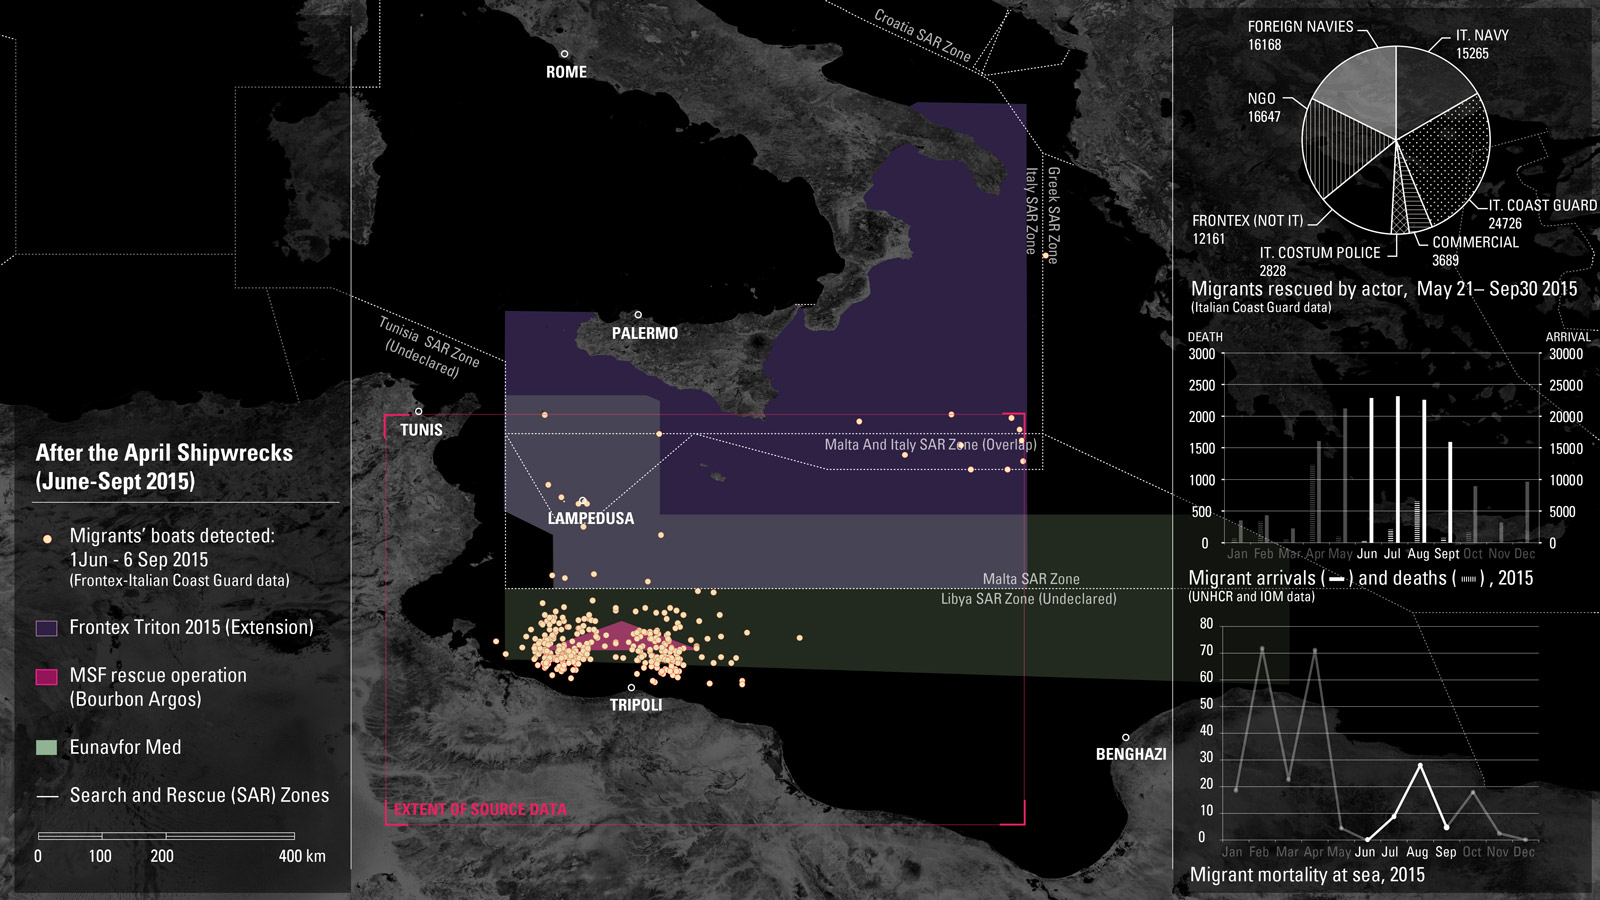 After the April Shipwrecks
(June-Sept 2015)
Migrants' boats detected:
1Jun - 6 Sep 2015
(Frontex-Italian Coast Guard data)
Frontex Triton 2015 (Extension)
MSF rescue operation
(Bourbon Argos)
Eunavfor Med
Search and Rescue (SAR) Zones
0 100 200 400 km
Croatia SAR Zone
ROME
Italy SAR Zone
Greek SAR Zone
PALERMO
Tunisia SAR Zone
(Undeclared)
TUNIS
Malta And Italy SAR Zone (Overlap)
LAMPEDUSA
Malta SAR Zone
Libya SAR Zone (Undeclared)
TRIPOLI
BENGHAZI
EXTENT OF SOURCE DATA
FOREIGN NAVIES
16168
IT. NAVY
15265
NGO
16647
IT. COAST GUARD
24726
FRONTEX (NOT IT)
12161
COMMERCIAL
3689
IT. COSTUM POLICE
2828
Migrants rescued by actor, May 21– Sep30 2015
(Italian Coast Guard data)
DEATH ARRIVAL
3000 30000
2500 25000
2000 20000
1500 15000
1000 10000
500 5000
0 0
Jan Feb Mar Apr May Jun Jul Aug Sept Oct Nov Dec
Migrant arrivals ( ) and deaths ( ) , 2015
(UNHCR and IOM data)
80
70
60
50
40
30
20
10
0
Jan Feb Mar Apr May Jun Jul Aug Sep Oct Nov Dec
Migrant mortality at sea, 2015